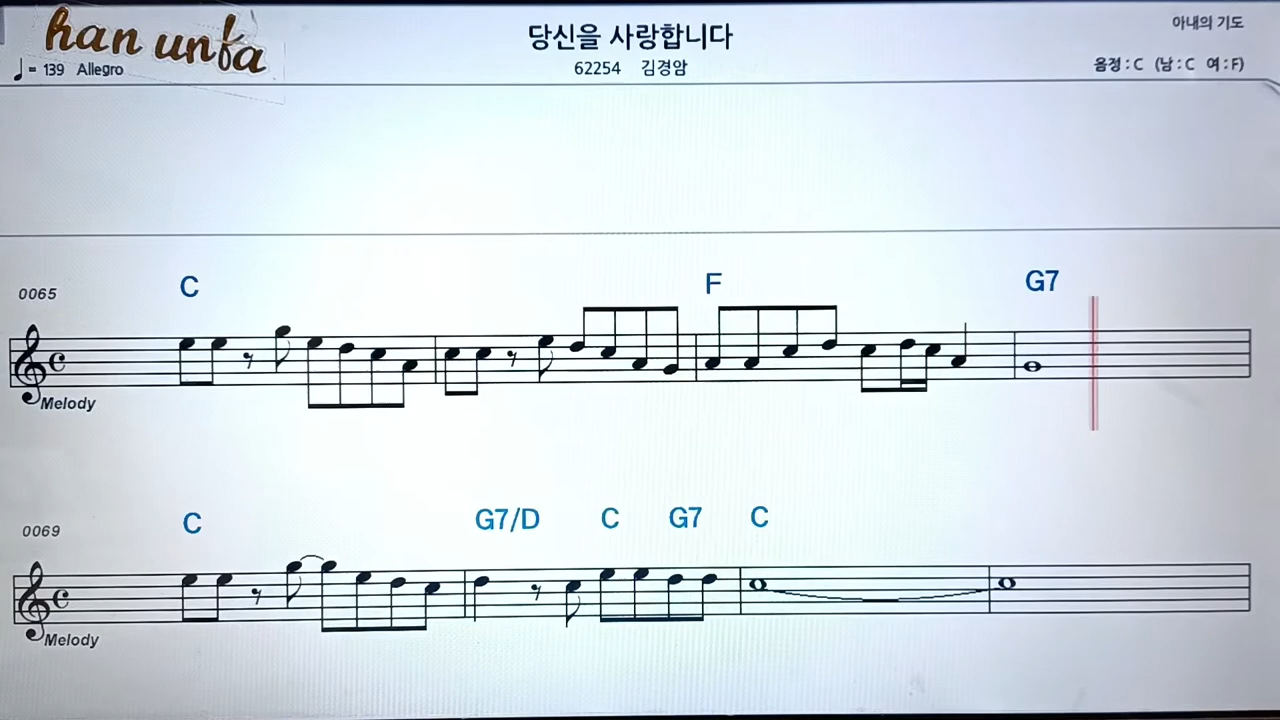 han unfa
당신을 사랑합니다
아내의 기도
♩= 139 Allegro
62254 김경암
음정 : C (남 : C 여 : F)
0065
C F G7
Melody
0069
C G7/D C G7 C
Melody